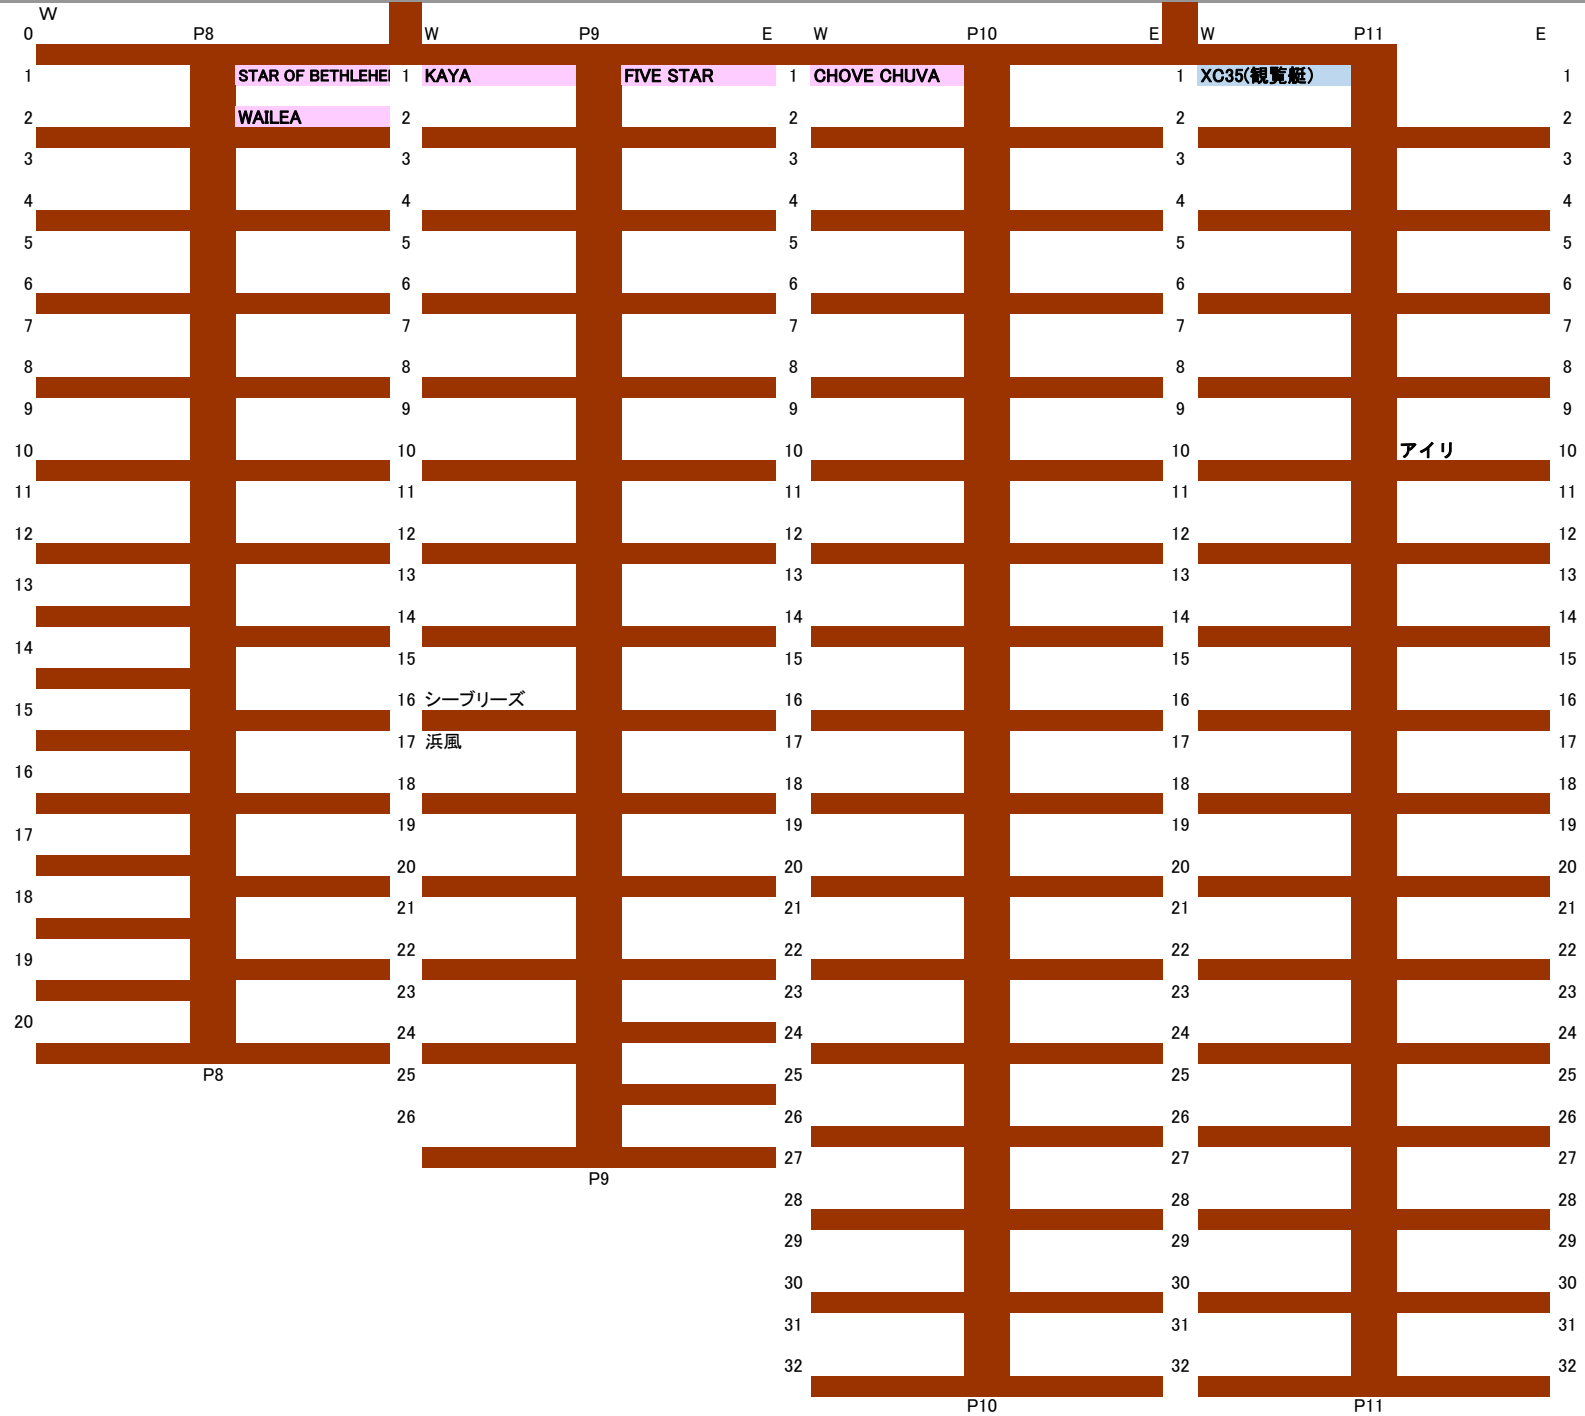 W
0 P8 W P9 E W P10 E W P11 E
1 STAR OF BETHLEHE 1 KAYA FIVE STAR 1 CHOVE CHUVA 1 XC35(観覧艇) 1
2 WAILEA 2 2 2 2
3 3 3 3 3
4 4 4 4 4
5 5 5 5 5
6 6 6 6 6
7 7 7 7 7
8 8 8 8 8
9 9 9 9 9
10 10 10 10 アイリ 10
11 11 11 11 11
12 12 12 12 12
13 13 13 13 13
14 14 14 14
14 15 15 15 15
16 シーブリーズ 16 16 16
15
17 浜風 17 17 17
16 18 18 18 18
17 19 19 19 19
20 20 20 20
18 21 21 21 21
19 22 22 22 22
23 23 23 23
20 24 24 24 24
P8 25 25 25 25
26 26 26 26
27 27 27
P9
28 28 28
29 29 29
30 30 30
31 31 31
32 32 32
P10 P11